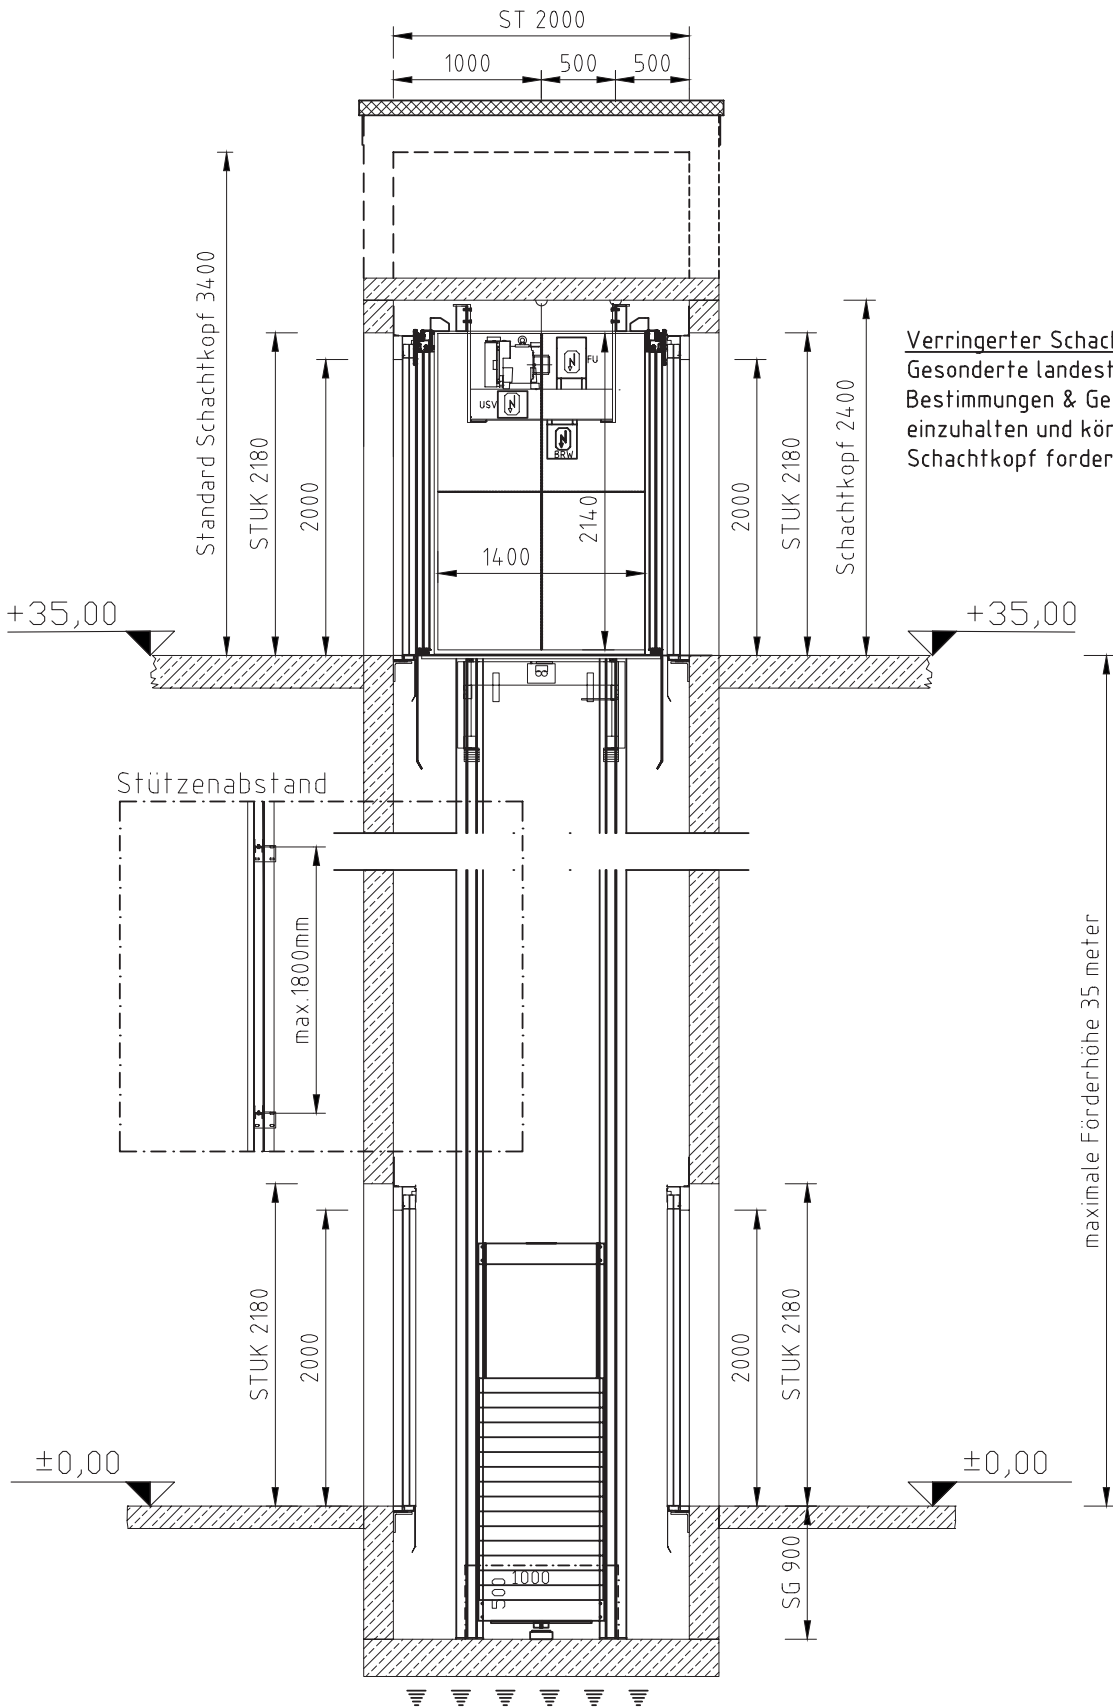 ST 2000
1000
500
500
Standard Schachtkopf 3400
STUK 2180
2000
FU
USV
BRW
2140
1400
2000
STUK 2180
Schachtkopf 2400
Verringerter Schach
Gesonderte landest
Bestimmungen & Ge
einzuhalten und kön
Schachtkopf forder
+35,00
+35,00
Stützenabstand
max.1800mm
maximale Förderhöhe 35 meter
STUK 2180
2000
2000
STUK 2180
±0,00
±0,00
500
1000
SG 900